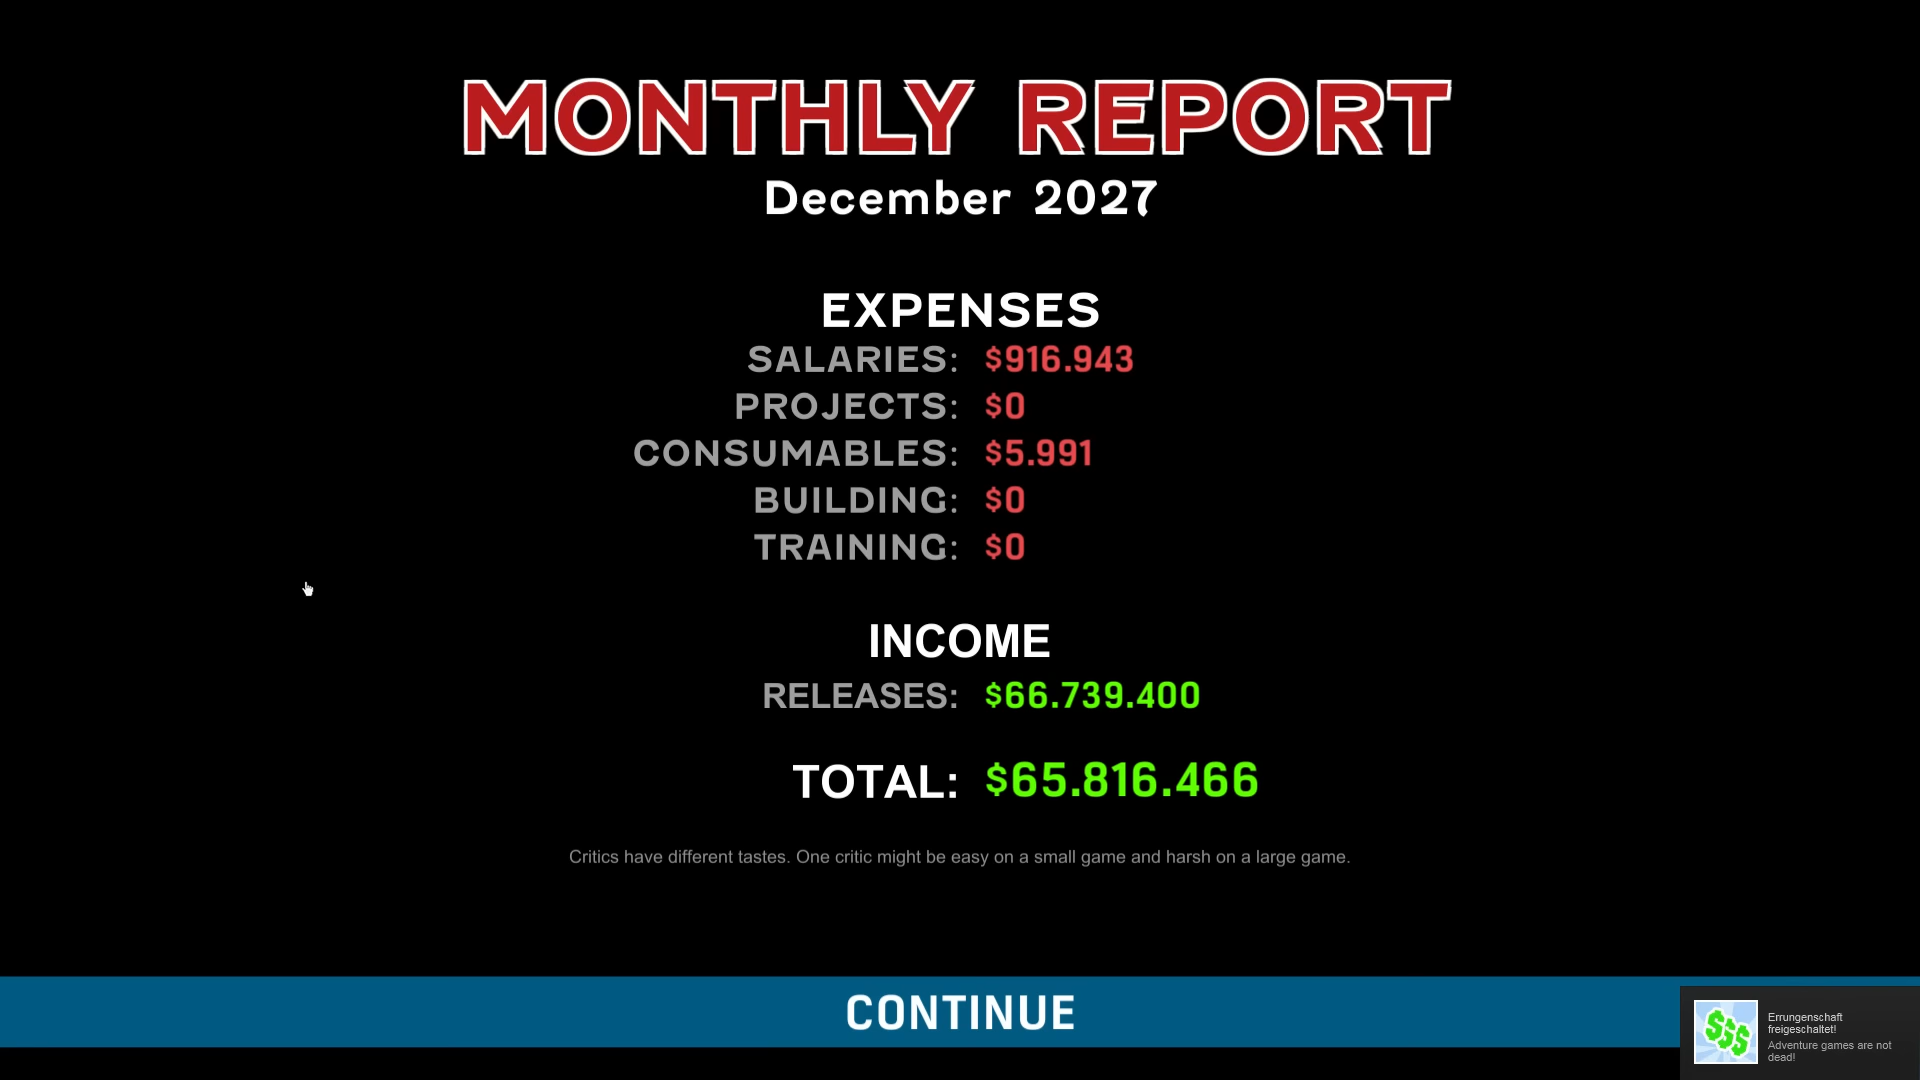 MONTHLY REPORT
December 2027
EXPENSES
SALARIES: $916.943
PROJECTS: $0
CONSUMABLES: $5.991
BUILDING: $0
TRAINING: $0
INCOME
RELEASES: $66.739.400
TOTAL: $65.816.466
Critics have different tastes. One critic might be easy on a small game and harsh on a large game.
CONTINUE
$$$
Errungenschaft
freigeschaltet!
Adventure games are not
dead!